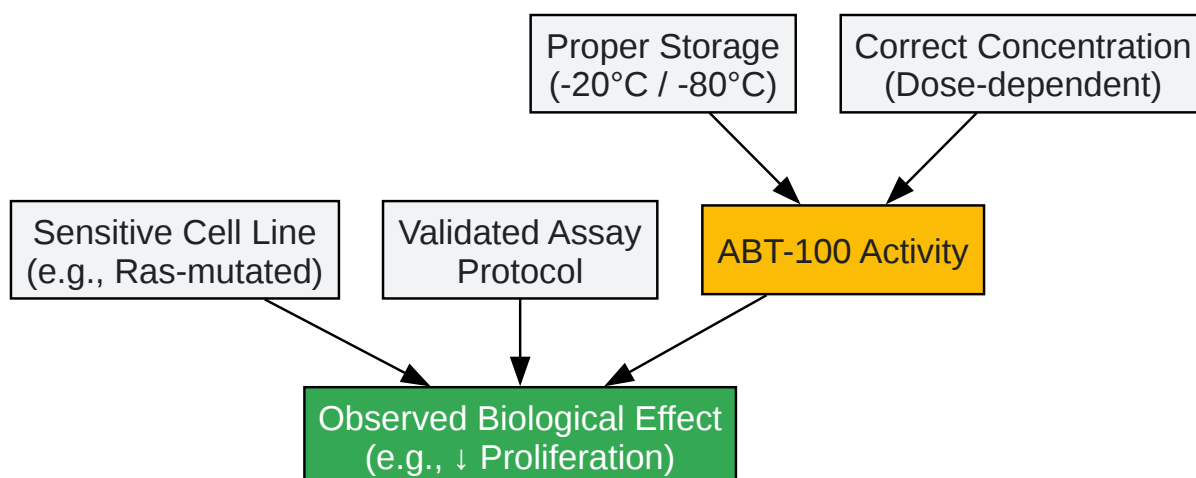 Proper Storage
(-20°C / -80°C)
Correct Concentration
(Dose-dependent)
Sensitive Cell Line
(e.g., Ras-mutated)
Validated Assay
Protocol
ABT-100 Activity
Observed Biological Effect
(e.g., ↓ Proliferation)